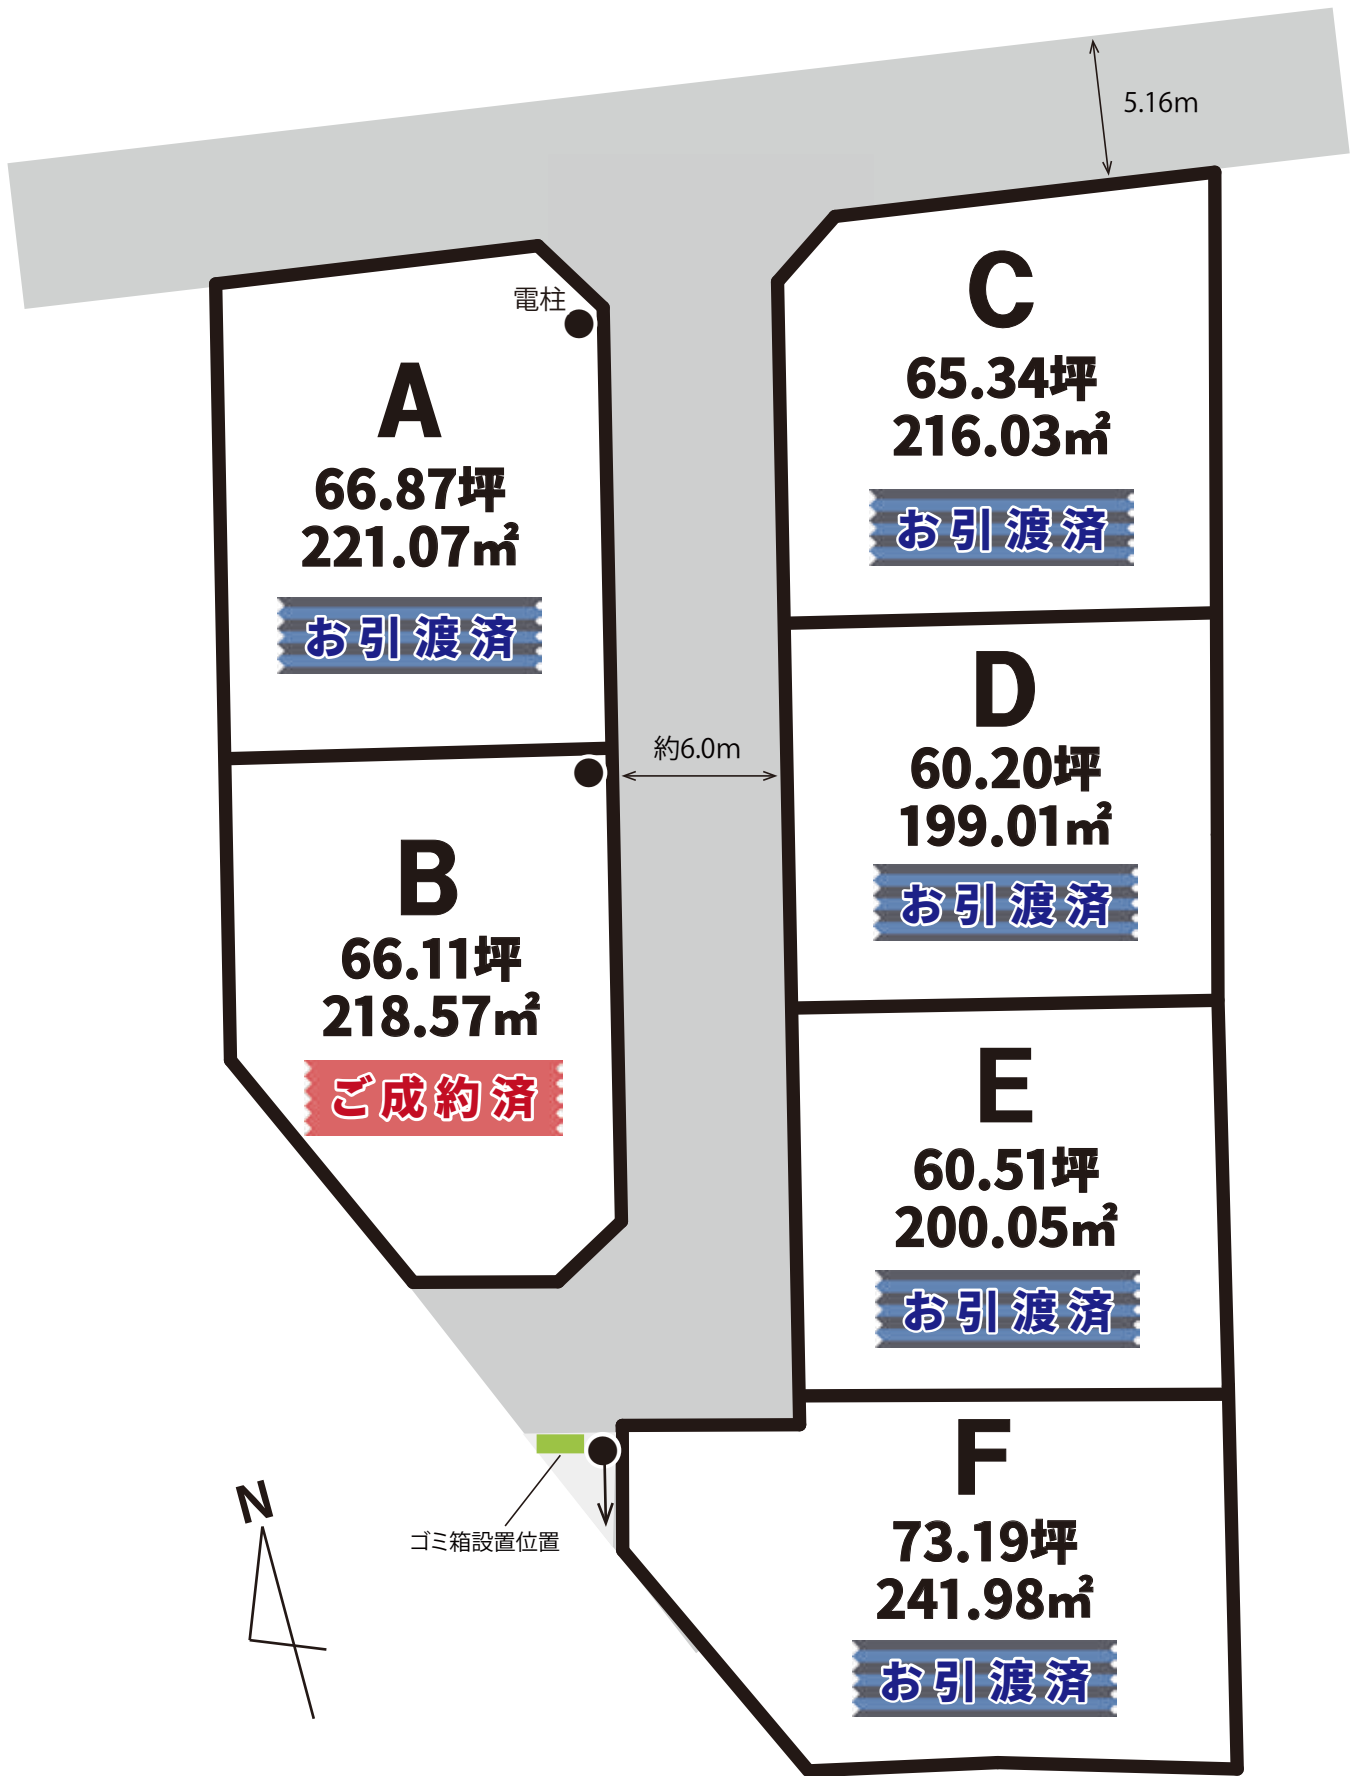 5.16m
電柱
A
66.87坪
221.07㎡
お引渡済
C
65.34坪
216.03㎡
お引渡済
約6.0m
B
66.11坪
218.57㎡
ご成約済
D
60.20坪
199.01㎡
お引渡済
E
60.51坪
200.05㎡
お引渡済
F
73.19坪
241.98㎡
お引渡済
ゴミ箱設置位置
N